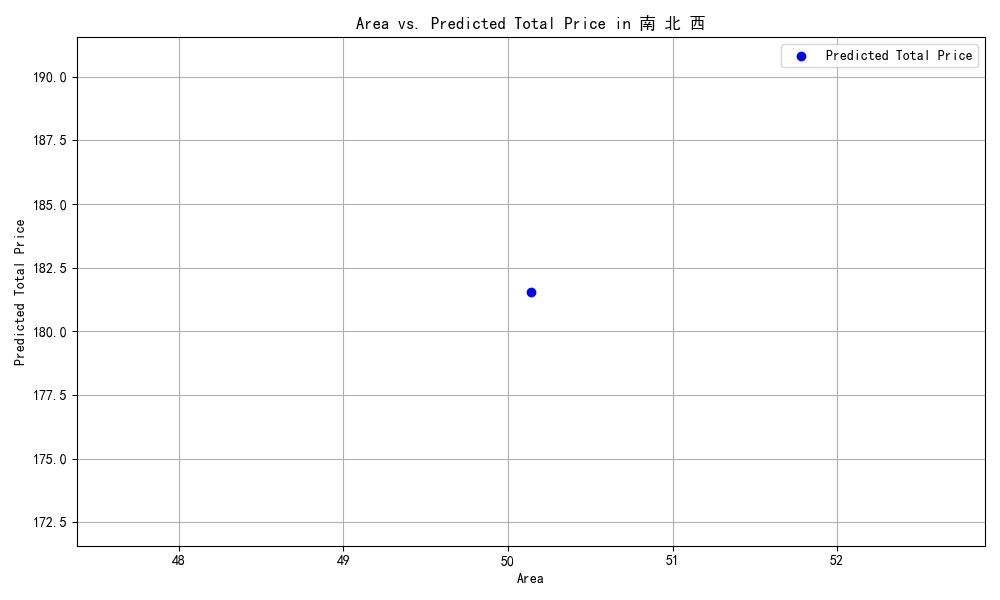 Area vs. Predicted Total Price in 南 北 西
Predicted Total Price
190.0
187.5
185.0
182.5
180.0
177.5
175.0
172.5
Predicted Total Price
48 49 50 51 52
Area